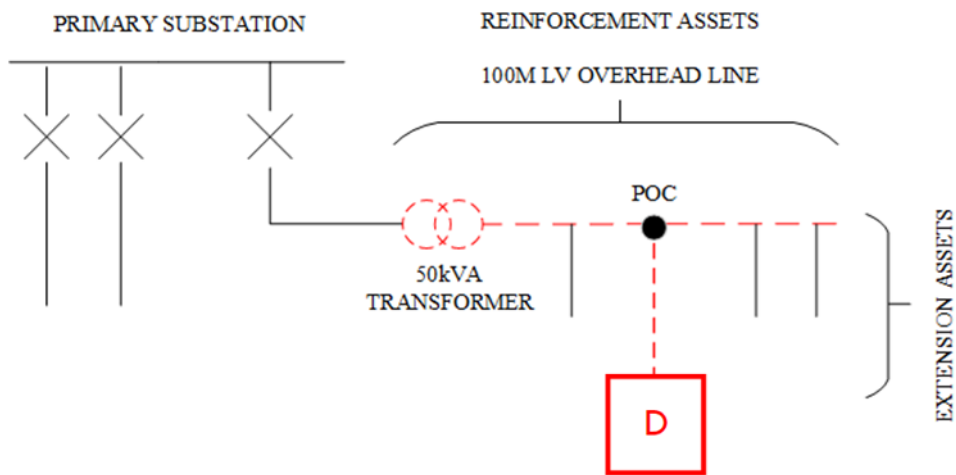 PRIMARY SUBSTATION
REINFORCEMENT ASSETS
100M LV OVERHEAD LINE
POC
50kVA
TRANSFORMER
EXTENSION ASSETS
D